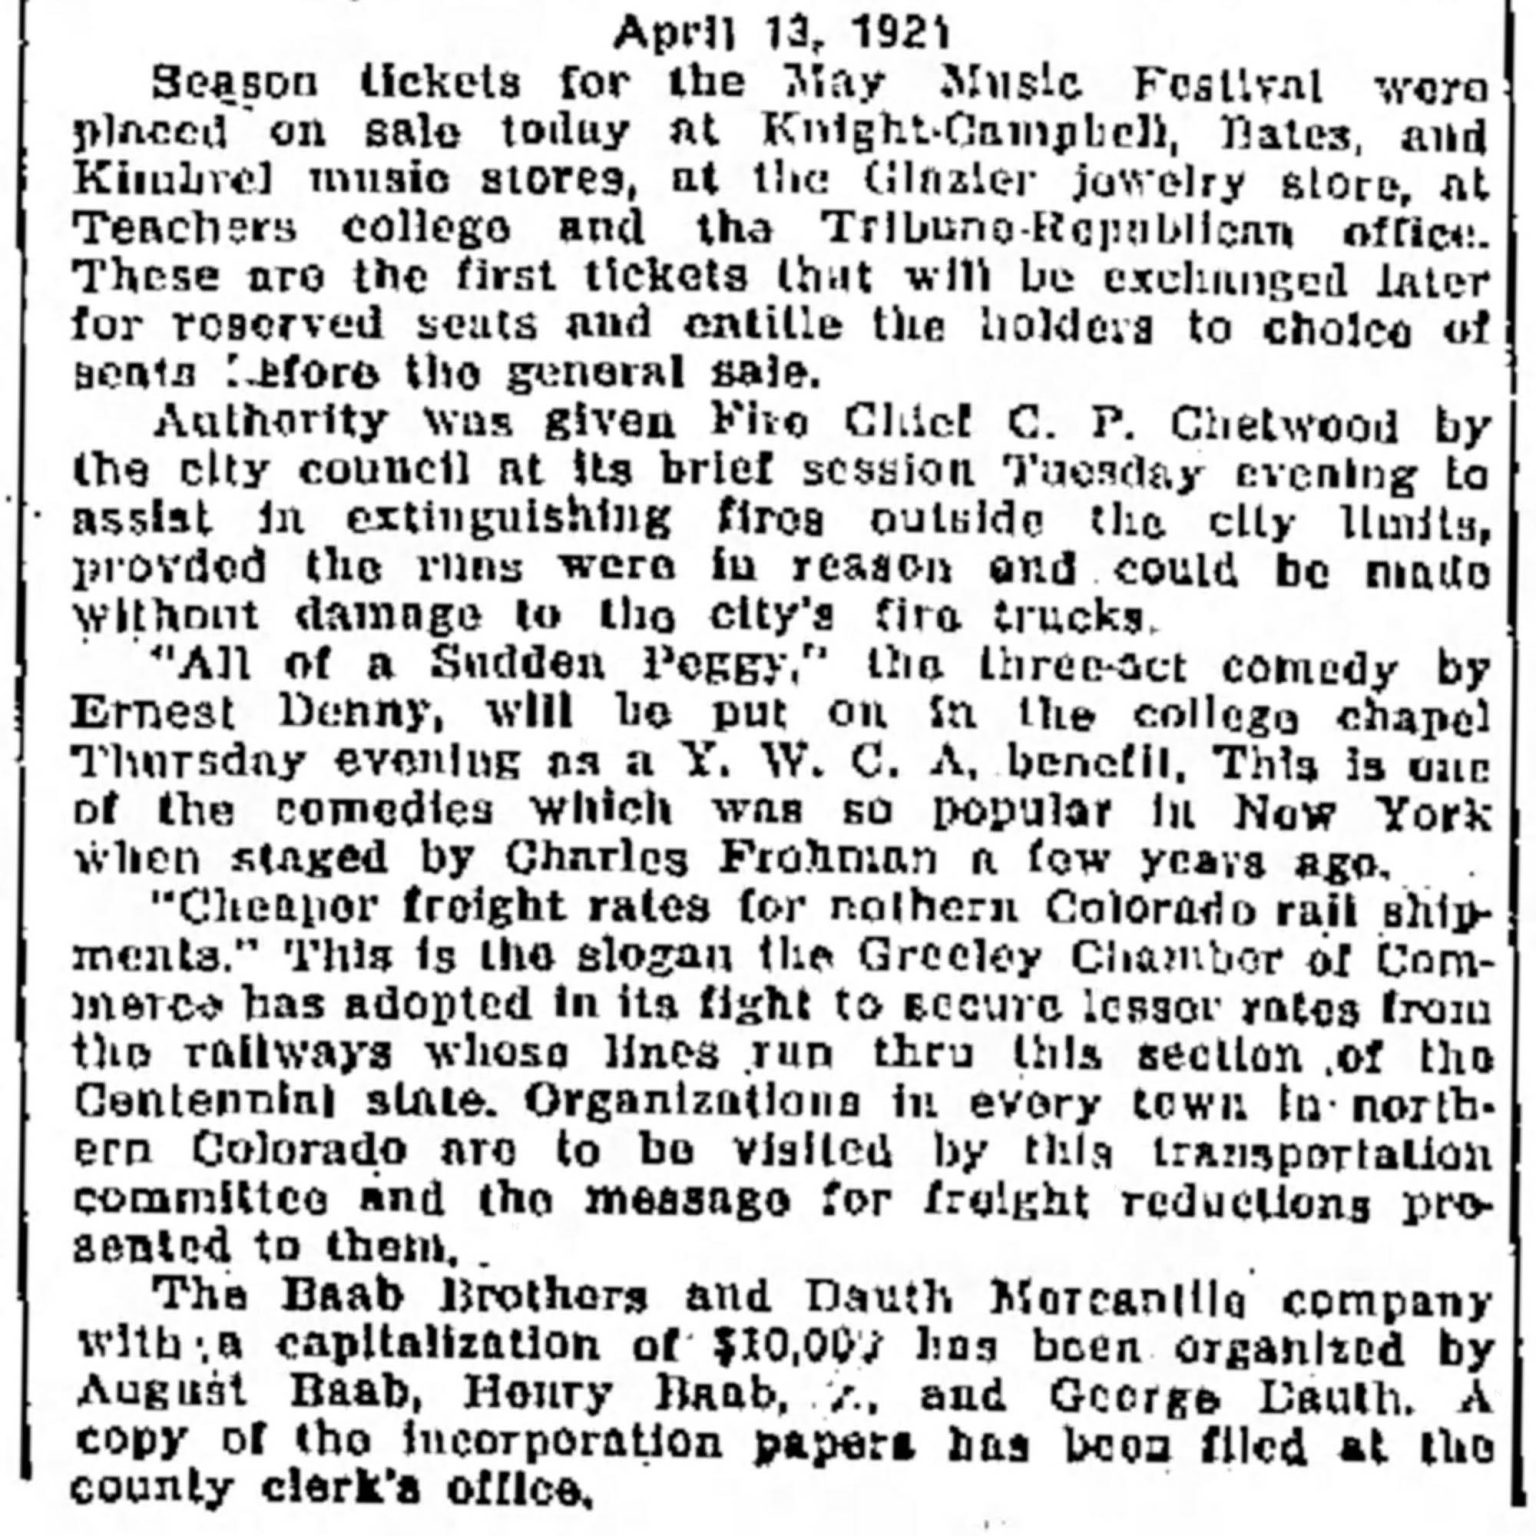 April 13, 1921
Season tickets for the May Music Festival were
placed on sale today at Knight-Campbell, Bates, and
Kimbrel music stores, at the Glazier jewelry store, at
Teachers college and the Tribune-Republican office.
These are the first tickets that will be exchanged later
for reserved seats and entitle the holders to choice of
seats before the general sale.
Authority was given Fire Chief C. P. Chetwood by
the city council at its brief session Tuesday evening to
assist in extinguishing fires outside the city limits,
provded the runs were in reason and could be made
without damage to the city's fire trucks.
"All of a Sudden Peggy," the three-act comedy by
Ernest Denny, will be put on in the college chapel
Thursday evening as a Y. W. C. A. benefit. This is one
of the comedies which was so popular in New York
when staged by Charles Frohman a few years ago.
"Cheaper freight rates for nothern Colorado rail ship-
ments." This is the slogan the Greeley Chamber of Com-
merce has adopted in its fight to secure lesser rates from
the railways whose lines run thru this section of the
Centennial state. Organizations in every town in north-
ern Colorado are to be visited by this transportation
committee and the message for freight reductions pre-
sented to them.
The Baab Brothers and Dauth Mercantile company
with a capitalization of $10,000 has been organized by
August Baab, Henry Baab, and George Dauth. A
copy of the incorporation papers has been filed at the
county clerk's office.